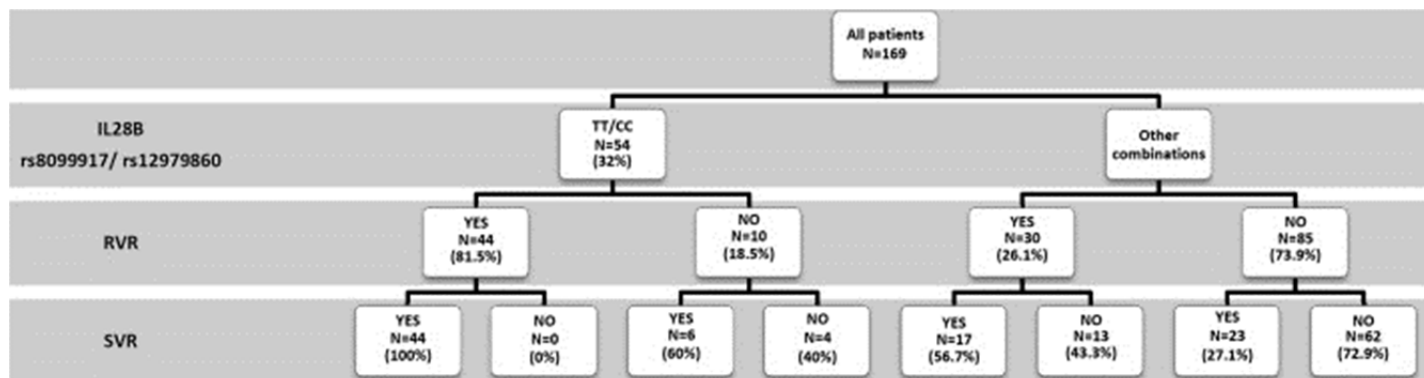 All patients
N=169
IL28B
rs8099917/ rs12979860
TT/CC
N=54
(32%)
Other
combinations
RVR
YES
N=44
(81.5%)
NO
N=10
(18.5%)
YES
N=30
(26.1%)
NO
N=85
(73.9%)
SVR
YES
N=44
(100%)
NO
N=0
(0%)
YES
N=6
(60%)
NO
N=4
(40%)
YES
N=17
(56.7%)
NO
N=13
(43.3%)
YES
N=23
(27.1%)
NO
N=62
(72.9%)